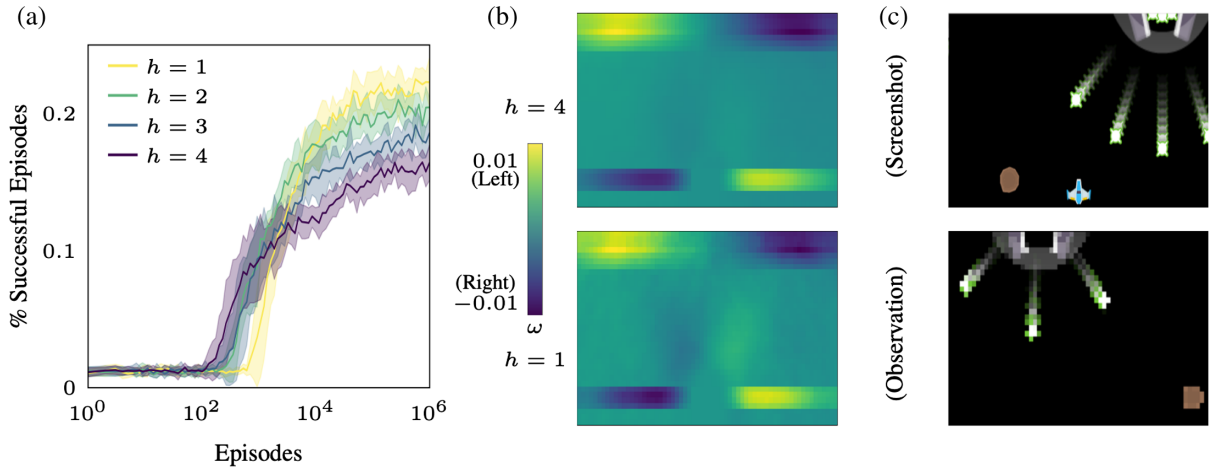 (a)
% Successful Episodes
0.2
0.1
0
h = 1
h = 2
h = 3
h = 4
10^0
10^2
10^4
10^6
Episodes
(b)
h = 4
0.01
(Left)
(Right)
−0.01
ω
h = 1
(c)
(Screenshot)
(Observation)